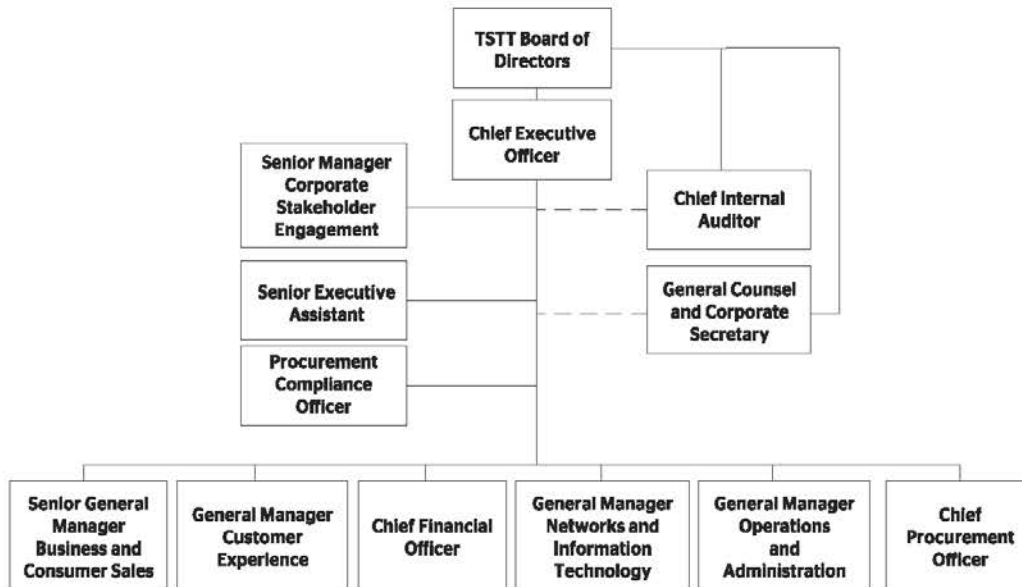 TSTT Board of
Directors
Chief Executive
Officer
Senior Manager
Corporate
Stakeholder
Engagement
Chief Internal
Auditor
Senior Executive
Assistant
General Counsel
and Corporate
Secretary
Procurement
Compliance
Officer
Senior General
Manager
Business and
Consumer Sales
General Manager
Customer
Experience
Chief Financial
Officer
General Manager
Networks and
Information
Technology
General Manager
Operations
and
Administration
Chief
Procurement
Officer